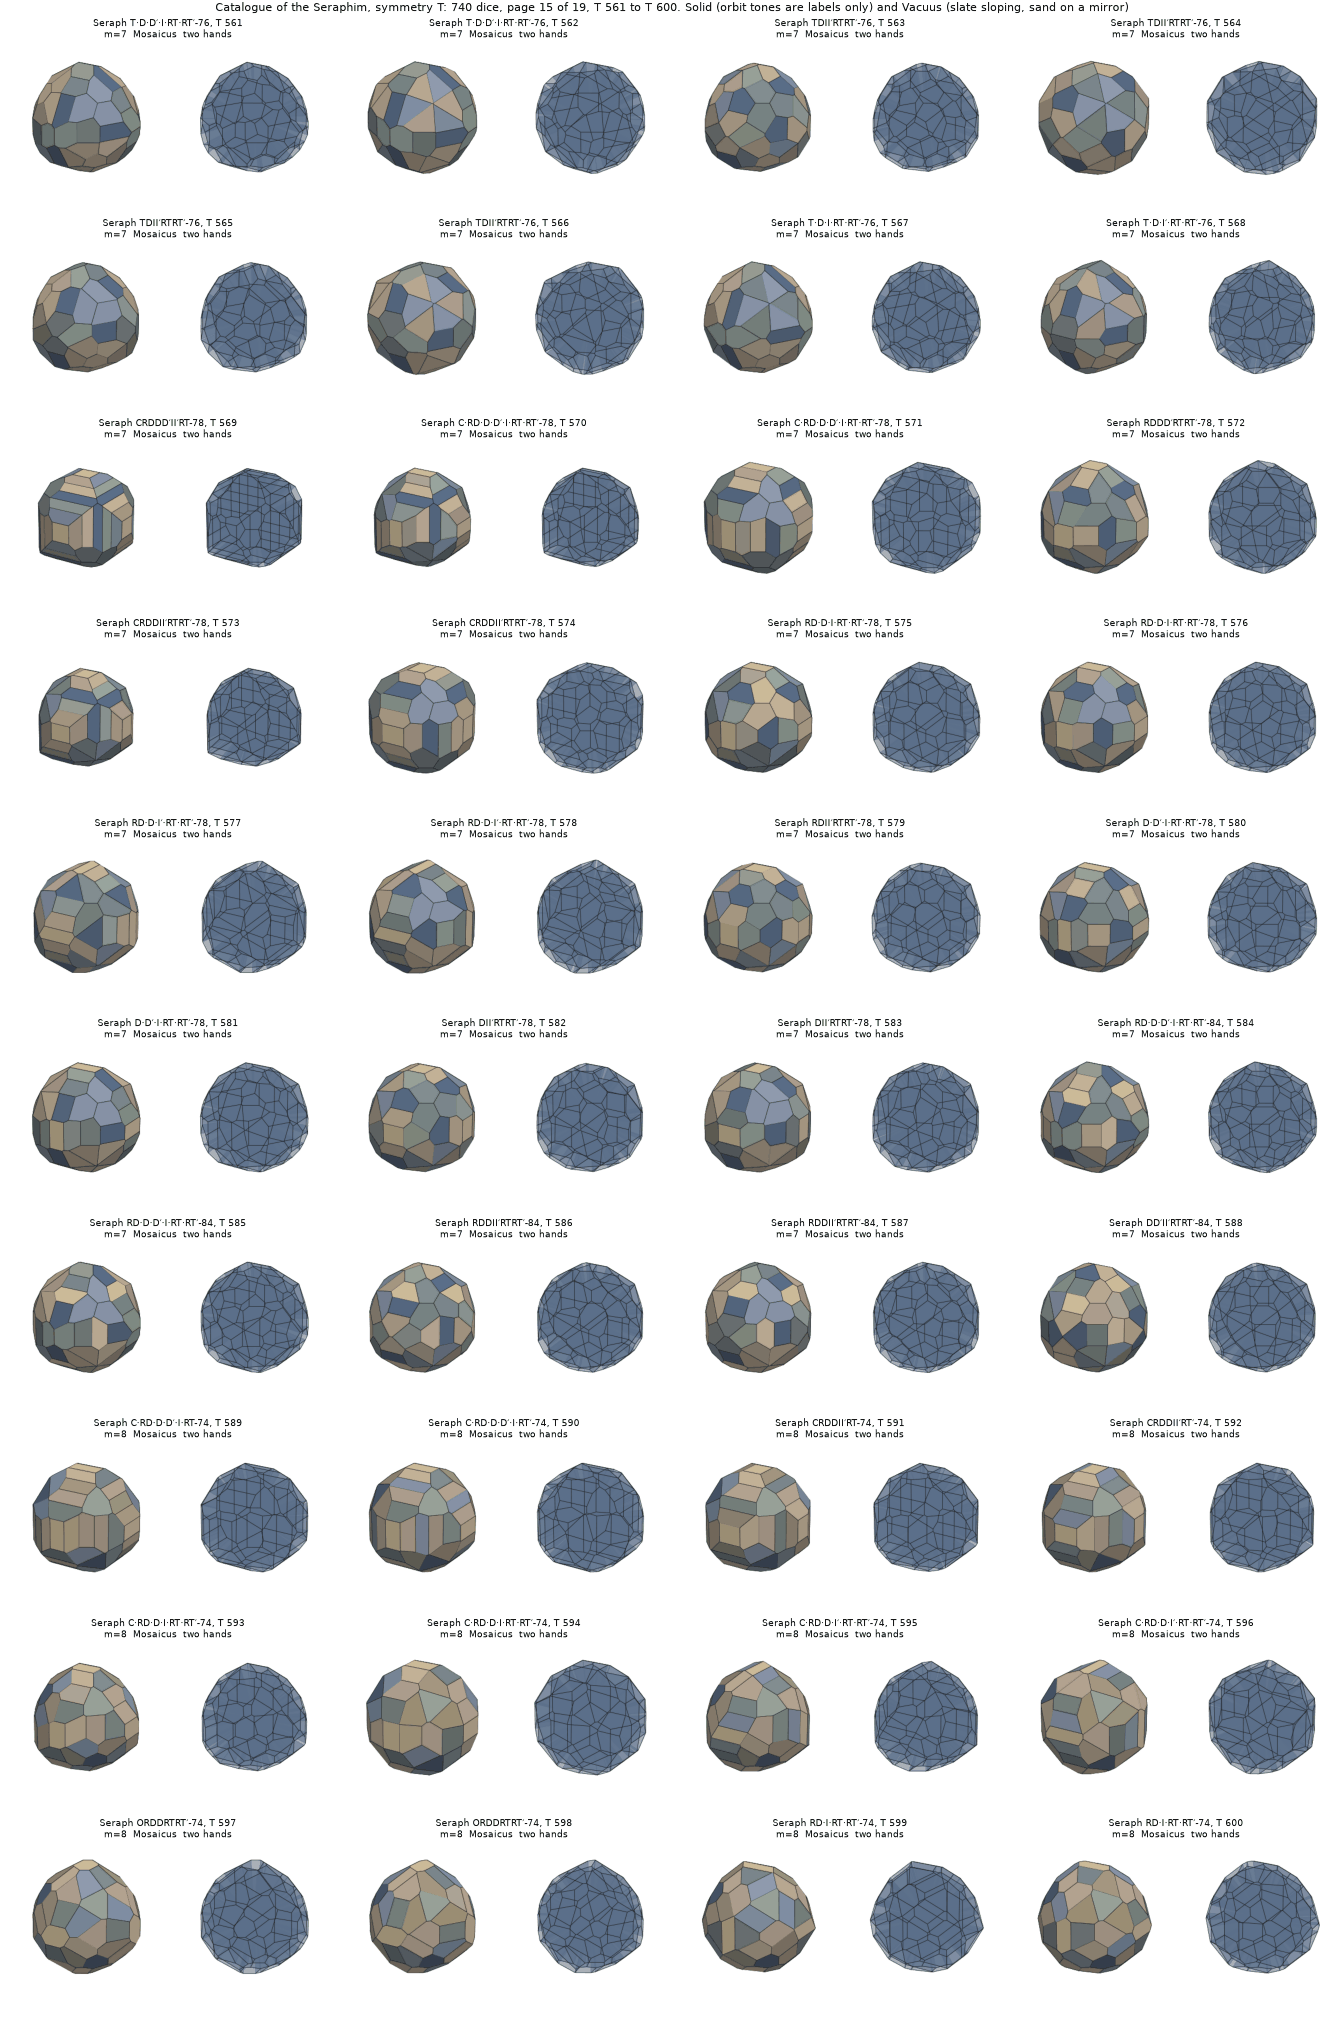 Catalogue of the Seraphim, symmetry T: 740 dice, page 15 of 19, T 561 to T 600. Solid (orbit tones are labels only) and Vacuus (slate sloping, sand on a mirror)
Seraph T·D·D′·I·RT·RT′-76, T 561
m=7 Mosaicus two hands
Seraph T·D·D′·I·RT·RT′-76, T 562
m=7 Mosaicus two hands
Seraph TDII′RTRT′-76, T 563
m=7 Mosaicus two hands
Seraph TDII′RTRT′-76, T 564
m=7 Mosaicus two hands
Seraph TDII′RTRT′-76, T 565
m=7 Mosaicus two hands
Seraph TDII′RTRT′-76, T 566
m=7 Mosaicus two hands
Seraph T·D·I·RT·RT′-76, T 567
m=7 Mosaicus two hands
Seraph T·D·I′·RT·RT′-76, T 568
m=7 Mosaicus two hands
Seraph CRDDD′II′RT-78, T 569
m=7 Mosaicus two hands
Seraph C·RD·D·D′·I·RT·RT′-78, T 570
m=7 Mosaicus two hands
Seraph C·RD·D·D′·I·RT·RT′-78, T 571
m=7 Mosaicus two hands
Seraph RDDD′RTRT′-78, T 572
m=7 Mosaicus two hands
Seraph CRDDII′RTRT′-78, T 573
m=7 Mosaicus two hands
Seraph CRDDII′RTRT′-78, T 574
m=7 Mosaicus two hands
Seraph RD·D·I·RT·RT′-78, T 575
m=7 Mosaicus two hands
Seraph RD·D·I·RT·RT′-78, T 576
m=7 Mosaicus two hands
Seraph RD·D·I′·RT·RT′-78, T 577
m=7 Mosaicus two hands
Seraph RD·D·I′·RT·RT′-78, T 578
m=7 Mosaicus two hands
Seraph RDII′RTRT′-78, T 579
m=7 Mosaicus two hands
Seraph D·D′·I·RT·RT′-78, T 580
m=7 Mosaicus two hands
Seraph D·D′·I·RT·RT′-78, T 581
m=7 Mosaicus two hands
Seraph DII′RTRT′-78, T 582
m=7 Mosaicus two hands
Seraph DII′RTRT′-78, T 583
m=7 Mosaicus two hands
Seraph RD·D·D′·I·RT·RT′-84, T 584
m=7 Mosaicus two hands
Seraph RD·D·D′·I·RT·RT′-84, T 585
m=7 Mosaicus two hands
Seraph RDDII′RTRT′-84, T 586
m=7 Mosaicus two hands
Seraph RDDII′RTRT′-84, T 587
m=7 Mosaicus two hands
Seraph DD′II′RTRT′-84, T 588
m=7 Mosaicus two hands
Seraph C·RD·D·D′·I·RT-74, T 589
m=8 Mosaicus two hands
Seraph C·RD·D·D′·I·RT′-74, T 590
m=8 Mosaicus two hands
Seraph CRDDII′RT-74, T 591
m=8 Mosaicus two hands
Seraph CRDDII′RT′-74, T 592
m=8 Mosaicus two hands
Seraph C·RD·D·I·RT·RT′-74, T 593
m=8 Mosaicus two hands
Seraph C·RD·D·I·RT·RT′-74, T 594
m=8 Mosaicus two hands
Seraph C·RD·D·I′·RT·RT′-74, T 595
m=8 Mosaicus two hands
Seraph C·RD·D·I′·RT·RT′-74, T 596
m=8 Mosaicus two hands
Seraph ORDDRTRT′-74, T 597
m=8 Mosaicus two hands
Seraph ORDDRTRT′-74, T 598
m=8 Mosaicus two hands
Seraph RD·I·RT·RT′-74, T 599
m=8 Mosaicus two hands
Seraph RD·I·RT·RT′-74, T 600
m=8 Mosaicus two hands